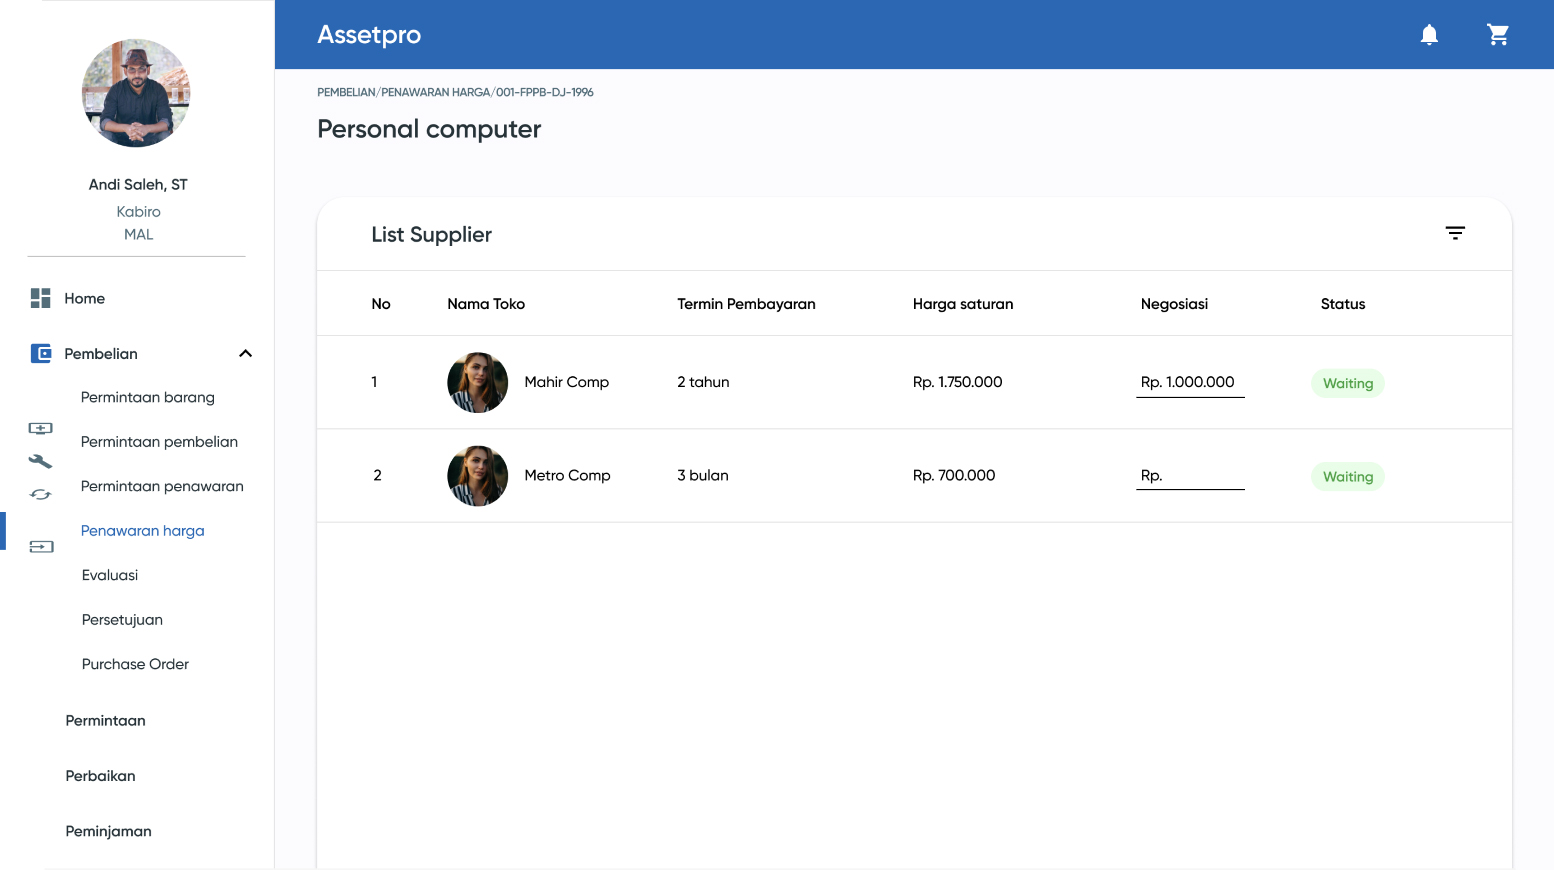 Assetpro
Andi Saleh, ST
Kabiro
MAL
Home
Pembelian
Permintaan barang
Permintaan pembelian
Permintaan penawaran
Penawaran harga
Evaluasi
Persetujuan
Purchase Order
Permintaan
Perbaikan
Peminjaman
PEMBELIAN/PENAWARAN HARGA/001-FPPB-DJ-1996
Personal computer
List Supplier
No Nama Toko Termin Pembayaran Harga saturan Negosiasi Status
1 Mahir Comp 2 tahun Rp. 1.750.000 Rp. 1.000.000 Waiting
2 Metro Comp 3 bulan Rp. 700.000 Rp. Waiting